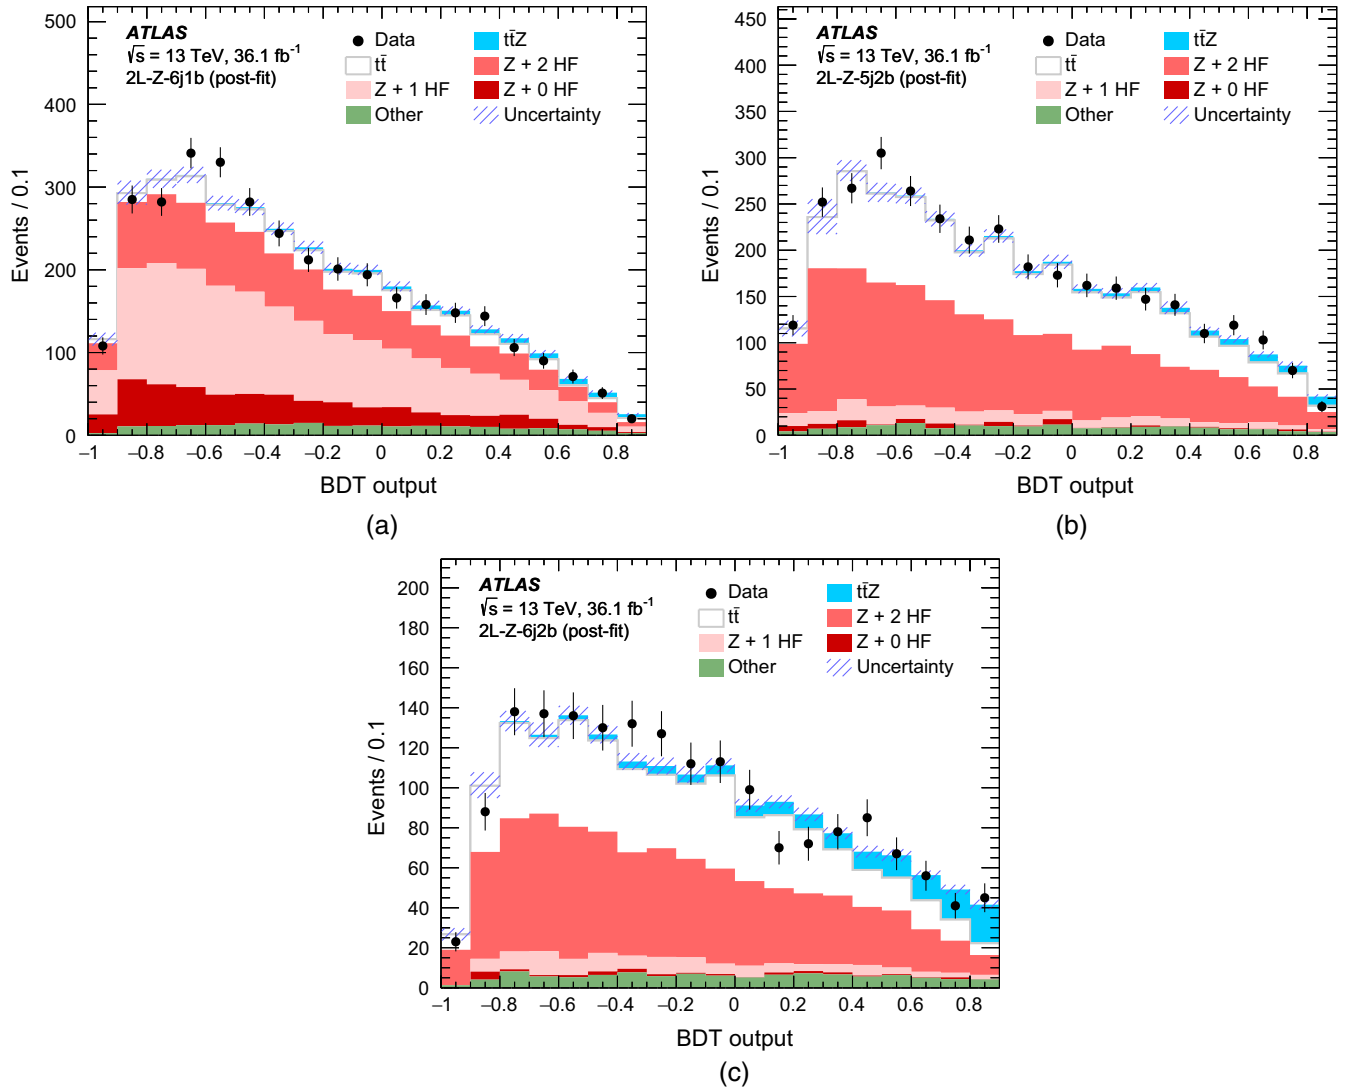 ATLAS
√s = 13 TeV, 36.1 fb⁻¹
2L-Z-6j1b (post-fit)
Data
tt̄Z
tt̄
Z + 2 HF
Z + 1 HF
Z + 0 HF
Other
Uncertainty
500
400
300
200
100
0
Events / 0.1
−1 −0.8 −0.6 −0.4 −0.2 0 0.2 0.4 0.6 0.8
BDT output
(a)
ATLAS
√s = 13 TeV, 36.1 fb⁻¹
2L-Z-5j2b (post-fit)
Data
tt̄Z
tt̄
Z + 2 HF
Z + 1 HF
Z + 0 HF
Other
Uncertainty
450
400
350
300
250
200
150
100
50
0
Events / 0.1
−1 −0.8 −0.6 −0.4 −0.2 0 0.2 0.4 0.6 0.8
BDT output
(b)
ATLAS
√s = 13 TeV, 36.1 fb⁻¹
2L-Z-6j2b (post-fit)
Data
tt̄Z
tt̄
Z + 2 HF
Z + 1 HF
Z + 0 HF
Other
Uncertainty
200
180
160
140
120
100
80
60
40
20
0
Events / 0.1
−1 −0.8 −0.6 −0.4 −0.2 0 0.2 0.4 0.6 0.8
BDT output
(c)